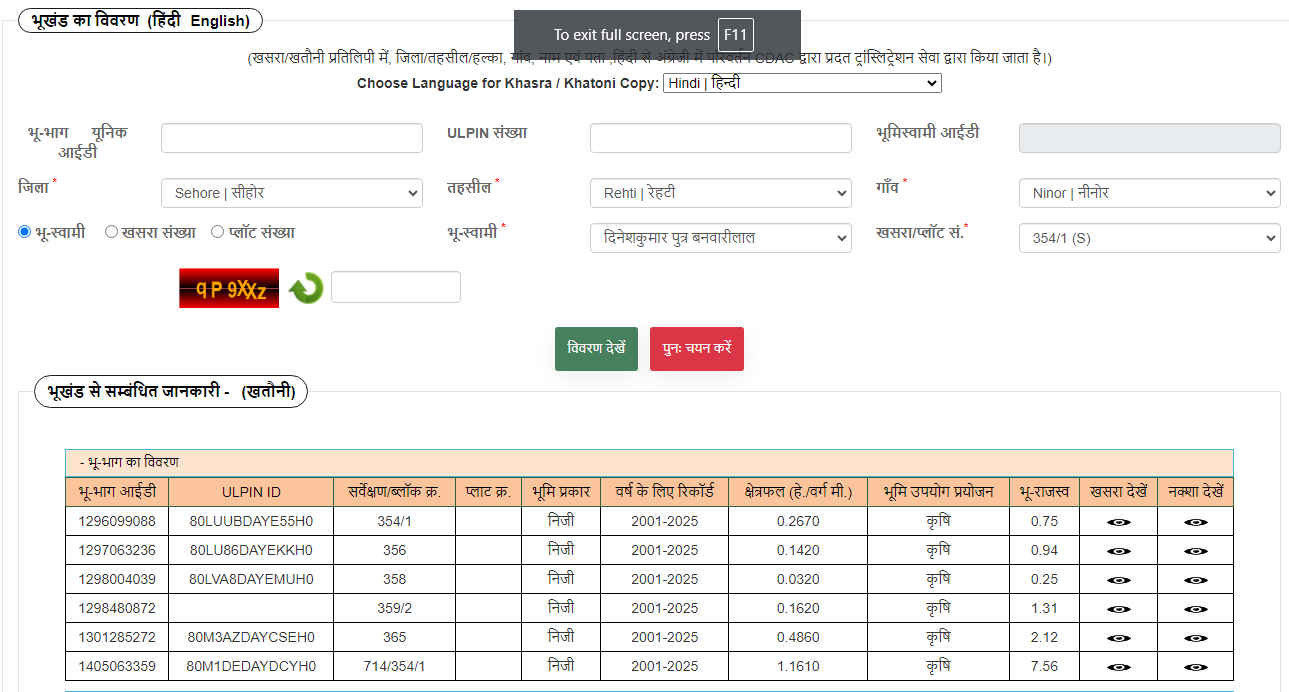 भूखंड का विवरण (हिंदी English)
To exit full screen, press F11
(खसरा/खतौनी प्रतिलिपी में, जिला/तहसील/हल्का, गांव, नाम एवं पता ,हिंदी से अंग्रेजी में परिवर्तन CDAC द्वारा प्रदत ट्रांस्लिट्रेशन सेवा द्वारा किया जाता है।)
Choose Language for Khasra / Khatoni Copy: Hindi | हिन्दी
भू-भाग यूनिक आईडी
ULPIN संख्या
भूमिस्वामी आईडी
जिला * Sehore | सीहोर तहसील * Rehti | रेहटी गाँव * Ninor | नीनोर
भू-स्वामी खसरा संख्या प्लॉट संख्या भू-स्वामी * दिनेशकुमार पुत्र बनवारीलाल खसरा/प्लॉट सं.* 354/1 (S)
विवरण देखें पुनः चयन करें
भूखंड से सम्बंधित जानकारी - (खतौनी)
- भू-भाग का विवरण
भू-भाग आईडी ULPIN ID सर्वेक्षण/ब्लॉक क्र. प्लाट क्र. भूमि प्रकार वर्ष के लिए रिकॉर्ड क्षेत्रफल (हे./वर्ग मी.) भूमि उपयोग प्रयोजन भू-राजस्व खसरा देखें नक्शा देखें
1296099088 80LUUBDAYE55H0 354/1 निजी 2001-2025 0.2670 कृषि 0.75
1297063236 80LU86DAYEKKH0 356 निजी 2001-2025 0.1420 कृषि 0.94
1298004039 80LVA8DAYEMUH0 358 निजी 2001-2025 0.0320 कृषि 0.25
1298480872 359/2 निजी 2001-2025 0.1620 कृषि 1.31
1301285272 80M3AZDAYCSEH0 365 निजी 2001-2025 0.4860 कृषि 2.12
1405063359 80M1DEDAYDCYH0 714/354/1 निजी 2001-2025 1.1610 कृषि 7.56